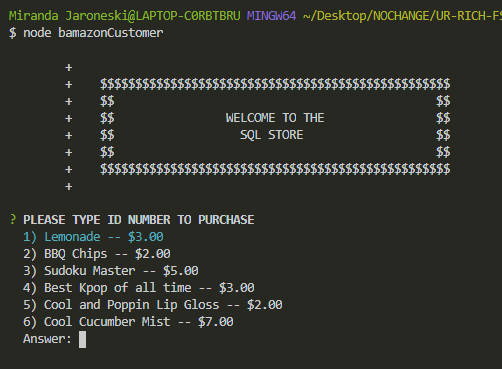 Miranda Jaroneski@LAPTOP-C0RBTBRU MINGW64 ~/Desktop/NOCHANGE/UR-RICH-FS
$ node bamazonCustomer
+
+ $$$$$$$$$$$$$$$$$$$$$$$$$$$$$$$$$$$$$$$$$$$$$$$$$$
+ $$ $$
+ $$ WELCOME TO THE $$
+ $$ SQL STORE $$
+ $$ $$
+ $$$$$$$$$$$$$$$$$$$$$$$$$$$$$$$$$$$$$$$$$$$$$$$$$$
+
? PLEASE TYPE ID NUMBER TO PURCHASE
1) Lemonade -- $3.00
2) BBQ Chips -- $2.00
3) Sudoku Master -- $5.00
4) Best Kpop of all time -- $3.00
5) Cool and Poppin Lip Gloss -- $2.00
6) Cool Cucumber Mist -- $7.00
Answer: